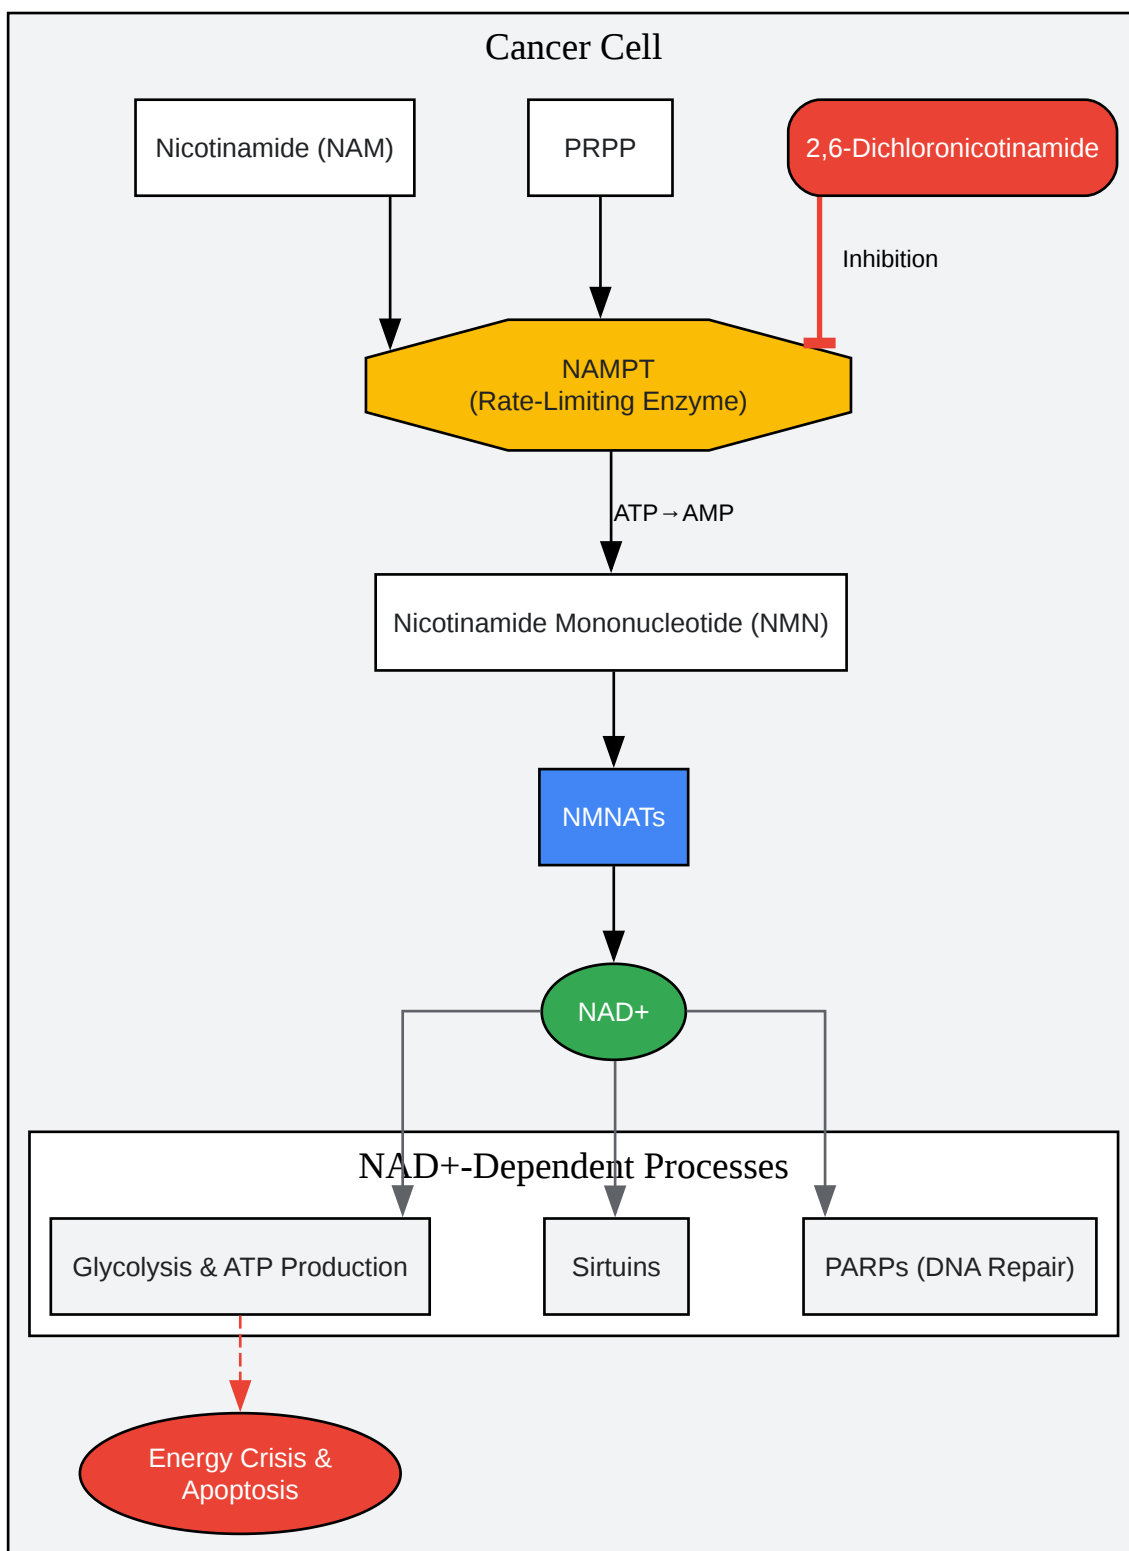 Cancer Cell
Nicotinamide (NAM)
PRPP
2,6-Dichloronicotinamide
Inhibition
NAMPT
(Rate-Limiting Enzyme)
ATP→AMP
Nicotinamide Mononucleotide (NMN)
NMNATs
NAD+
NAD+-Dependent Processes
Glycolysis & ATP Production
Sirtuins
PARPs (DNA Repair)
Energy Crisis &
Apoptosis